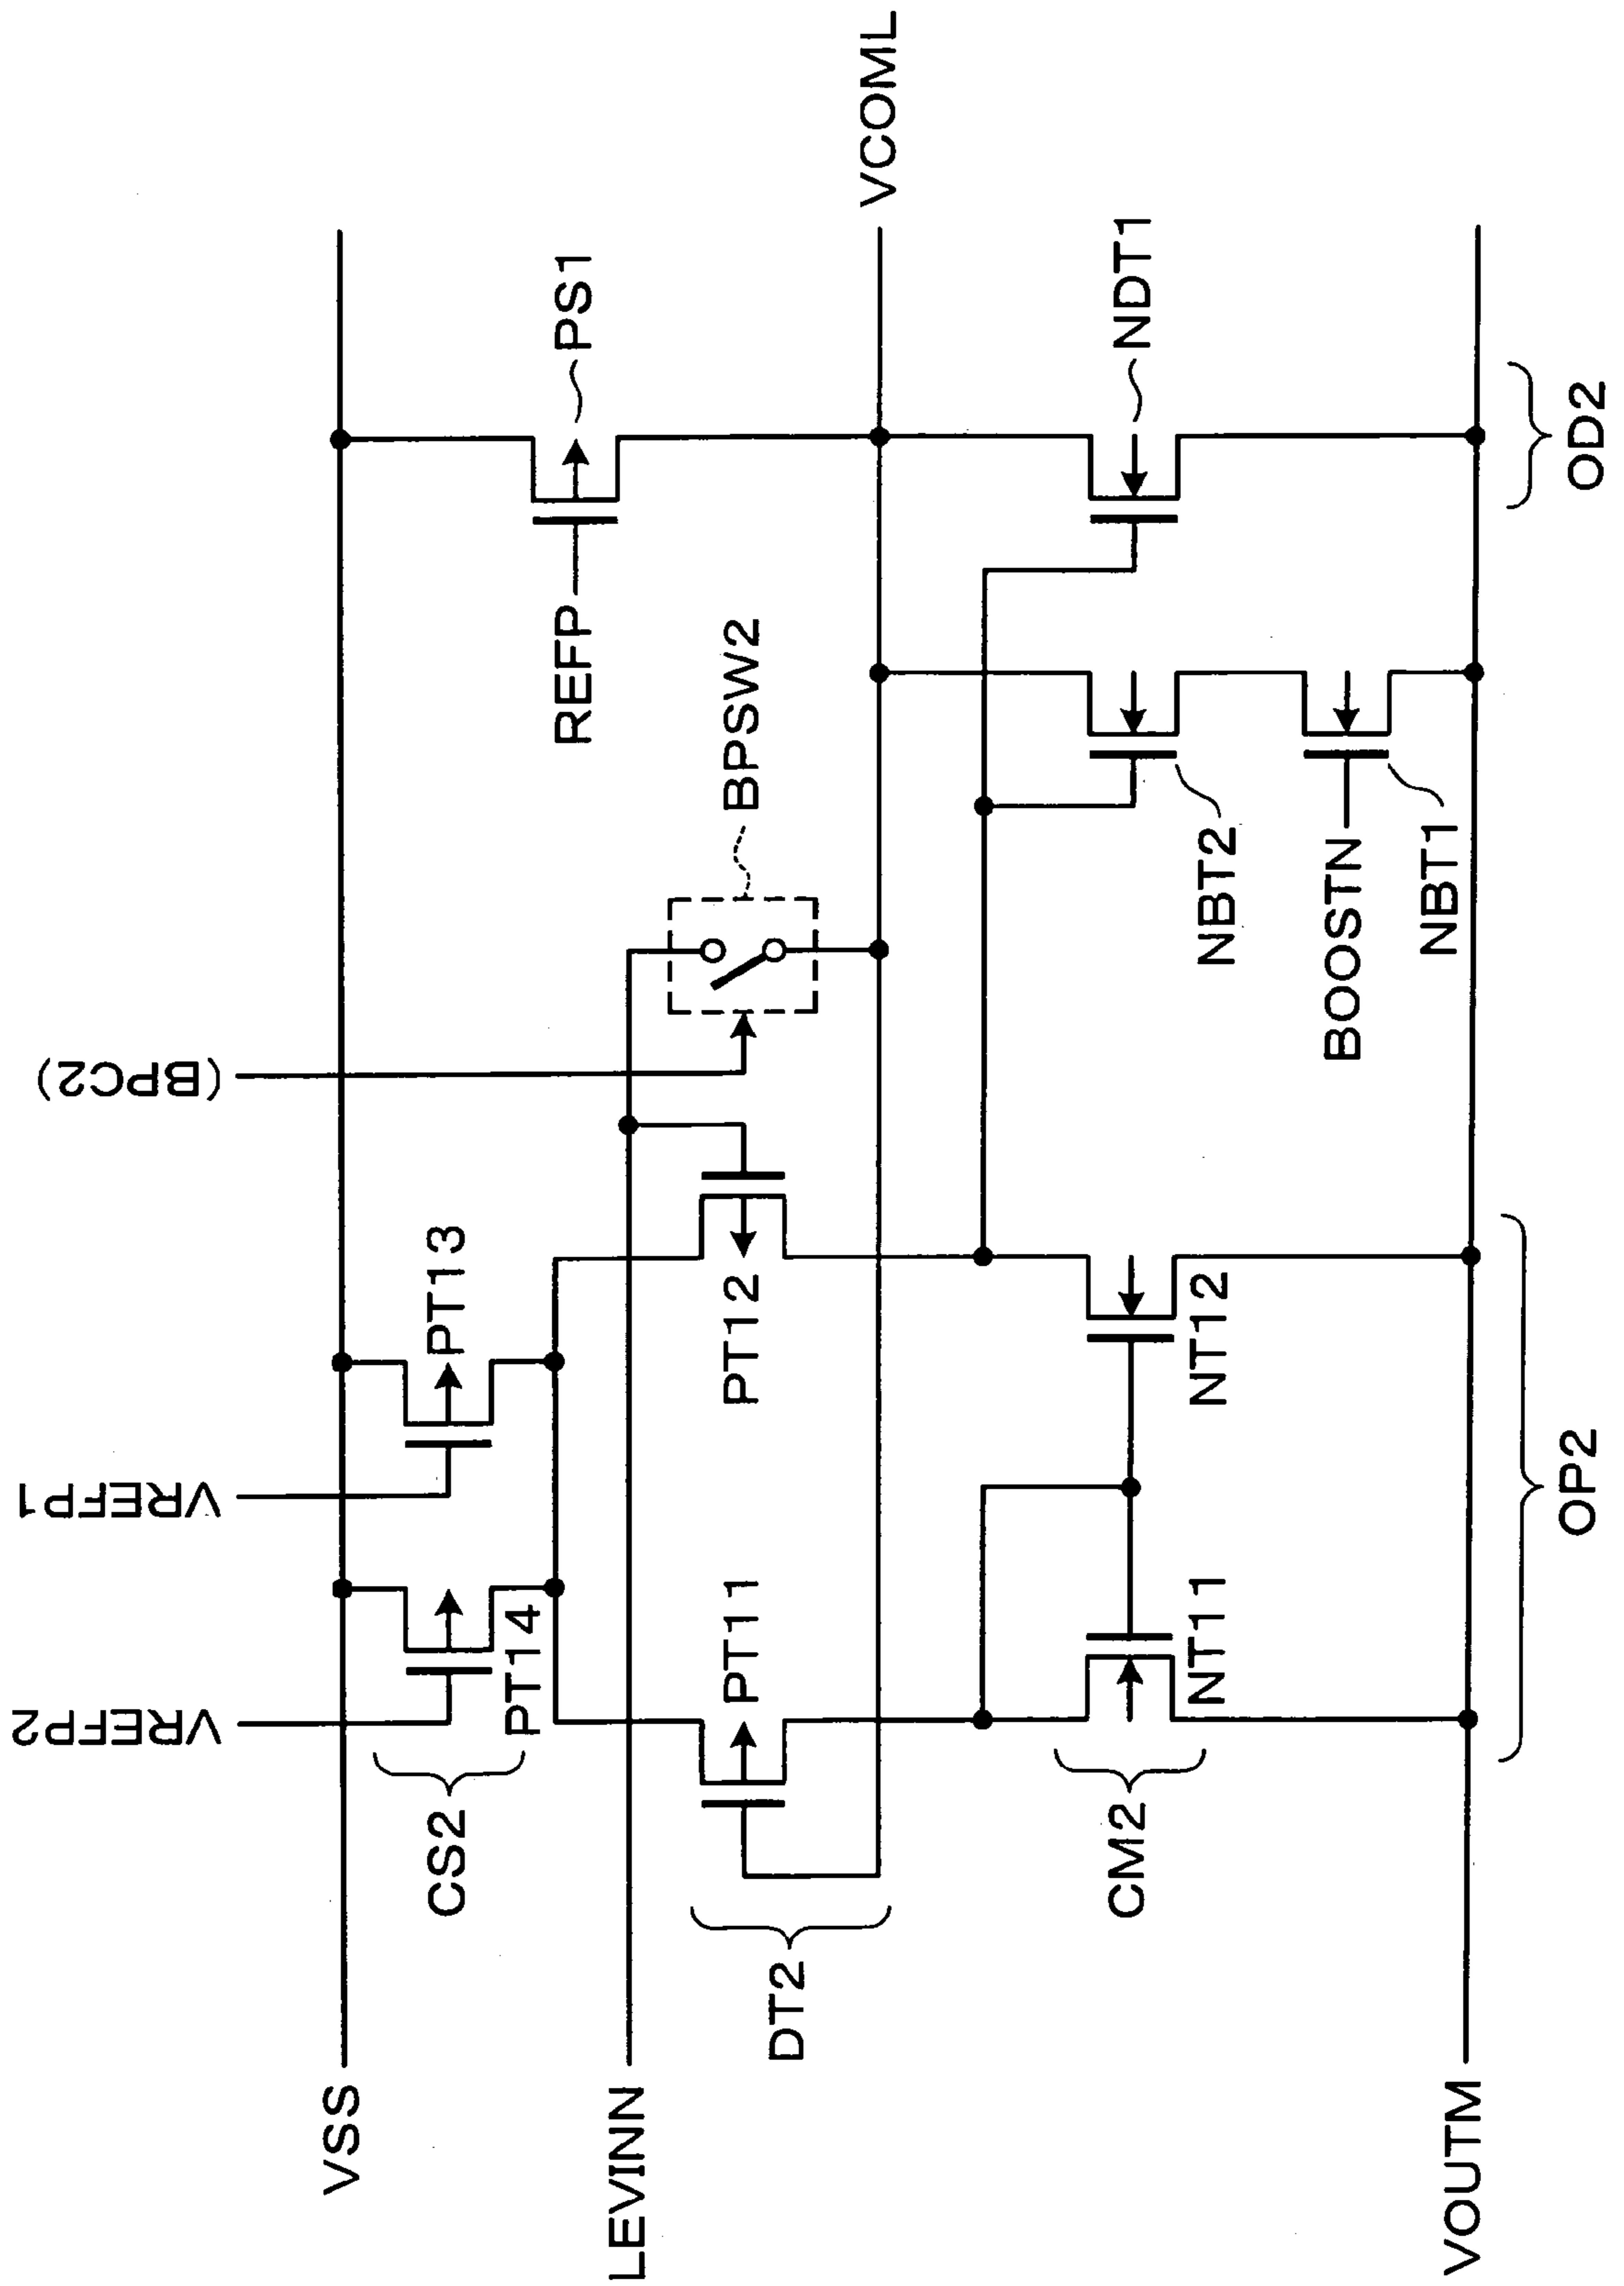 VREFP2
VREFP1
(BPC2)
VSS
CS2
PT14
PT13
REFP
PS1
LEVINN
DT2
PT11
PT12
BPSW2
VCOML
CM2
NT11
NT12
NBT2
NDT1
BOOSTN
NBT1
VOUTM
OP2
OD2